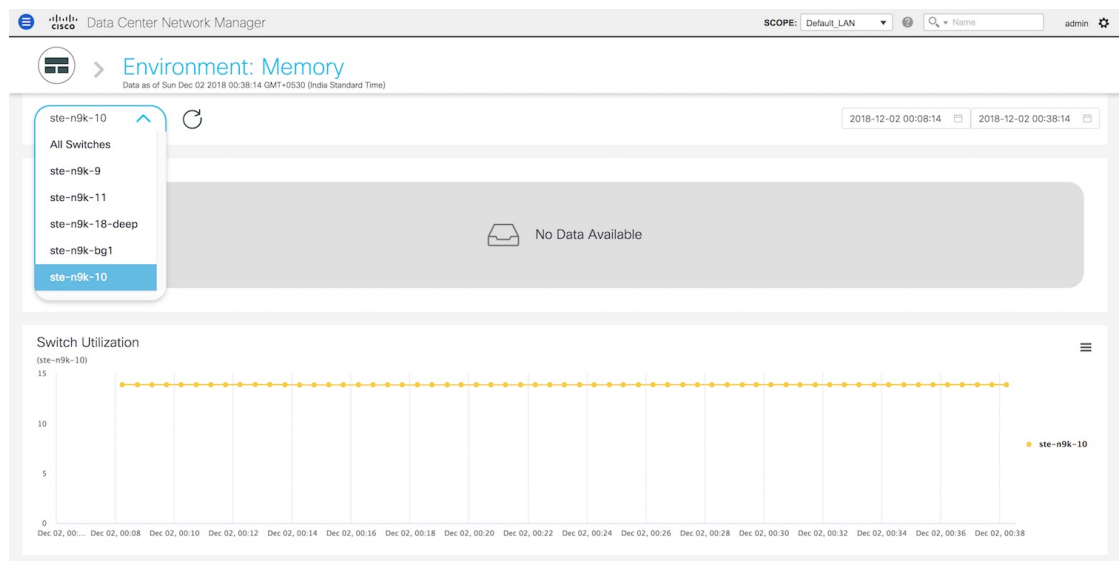 cisco Data Center Network Manager SCOPE: Default_LAN Name admin
Environment: Memory
Data as of Sun Dec 02 2018 00:38:14 GMT+0530 (India Standard Time)
ste-n9k-10 2018-12-02 00:08:14 2018-12-02 00:38:14
All Switches
ste-n9k-9
ste-n9k-11
ste-n9k-18-deep
ste-n9k-bg1
ste-n9k-10
No Data Available
Switch Utilization
(ste-n9k-10)
15
10
5
0
ste-n9k-10
Dec 02, 00:... Dec 02, 00:08 Dec 02, 00:10 Dec 02, 00:12 Dec 02, 00:14 Dec 02, 00:16 Dec 02, 00:18 Dec 02, 00:20 Dec 02, 00:22 Dec 02, 00:24 Dec 02, 00:26 Dec 02, 00:28 Dec 02, 00:30 Dec 02, 00:32 Dec 02, 00:34 Dec 02, 00:36 Dec 02, 00:38